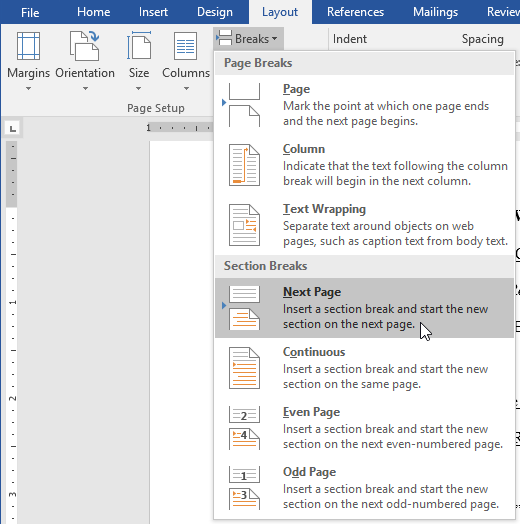 File Home Insert Design Layout References Mailings Review
Breaks Indent Spacing
Margins Orientation Size Columns
Page Setup
Page Breaks
Page
Mark the point at which one page ends
and the next page begins.
Column
Indicate that the text following the column
break will begin in the next column.
Text Wrapping
Separate text around objects on web
pages, such as caption text from body text.
Section Breaks
Next Page
Insert a section break and start the new
section on the next page.
Continuous
Insert a section break and start the new
section on the same page.
Even Page
Insert a section break and start the new
section on the next even-numbered page.
Odd Page
Insert a section break and start the new
section on the next odd-numbered page.
L
1
1
2
3
2
4
1
3